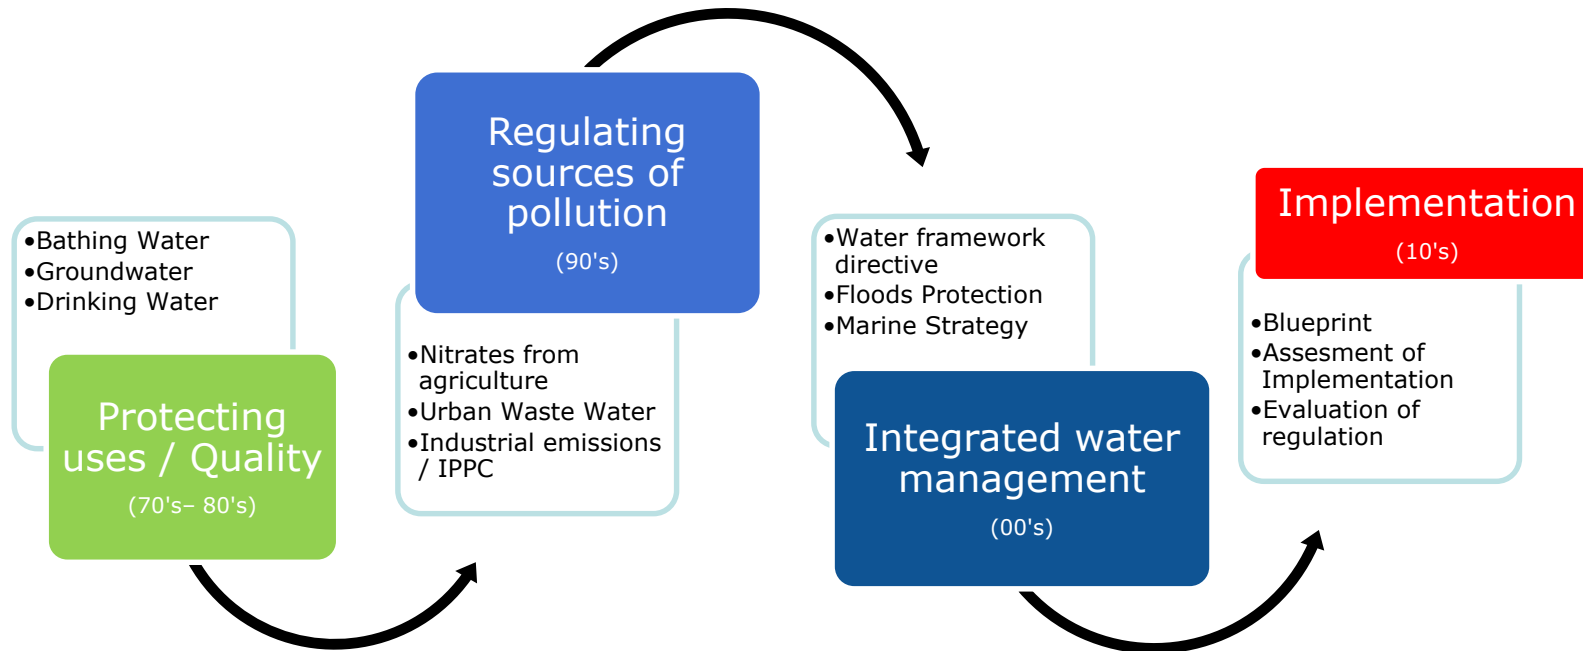 •Bathing Water
•Groundwater
•Drinking Water
Protecting
uses / Quality
(70's– 80's)
Regulating
sources of
pollution
(90's)
•Nitrates from
agriculture
•Urban Waste Water
•Industrial emissions
/ IPPC
•Water framework
directive
•Floods Protection
•Marine Strategy
Integrated water
management
(00's)
Implementation
(10's)
•Blueprint
•Assesment of
Implementation
•Evaluation of
regulation